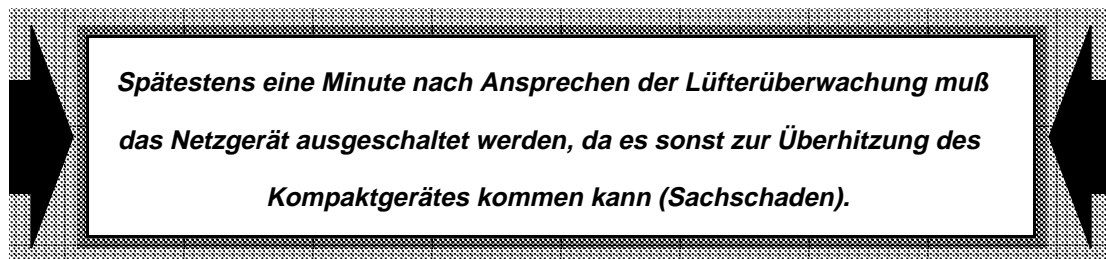 Spätestens eine Minute nach Ansprechen der Lüfterüberwachung muß
das Netzgerät ausgeschaltet werden, da es sonst zur Überhitzung des
Kompaktgerätes kommen kann (Sachschaden).